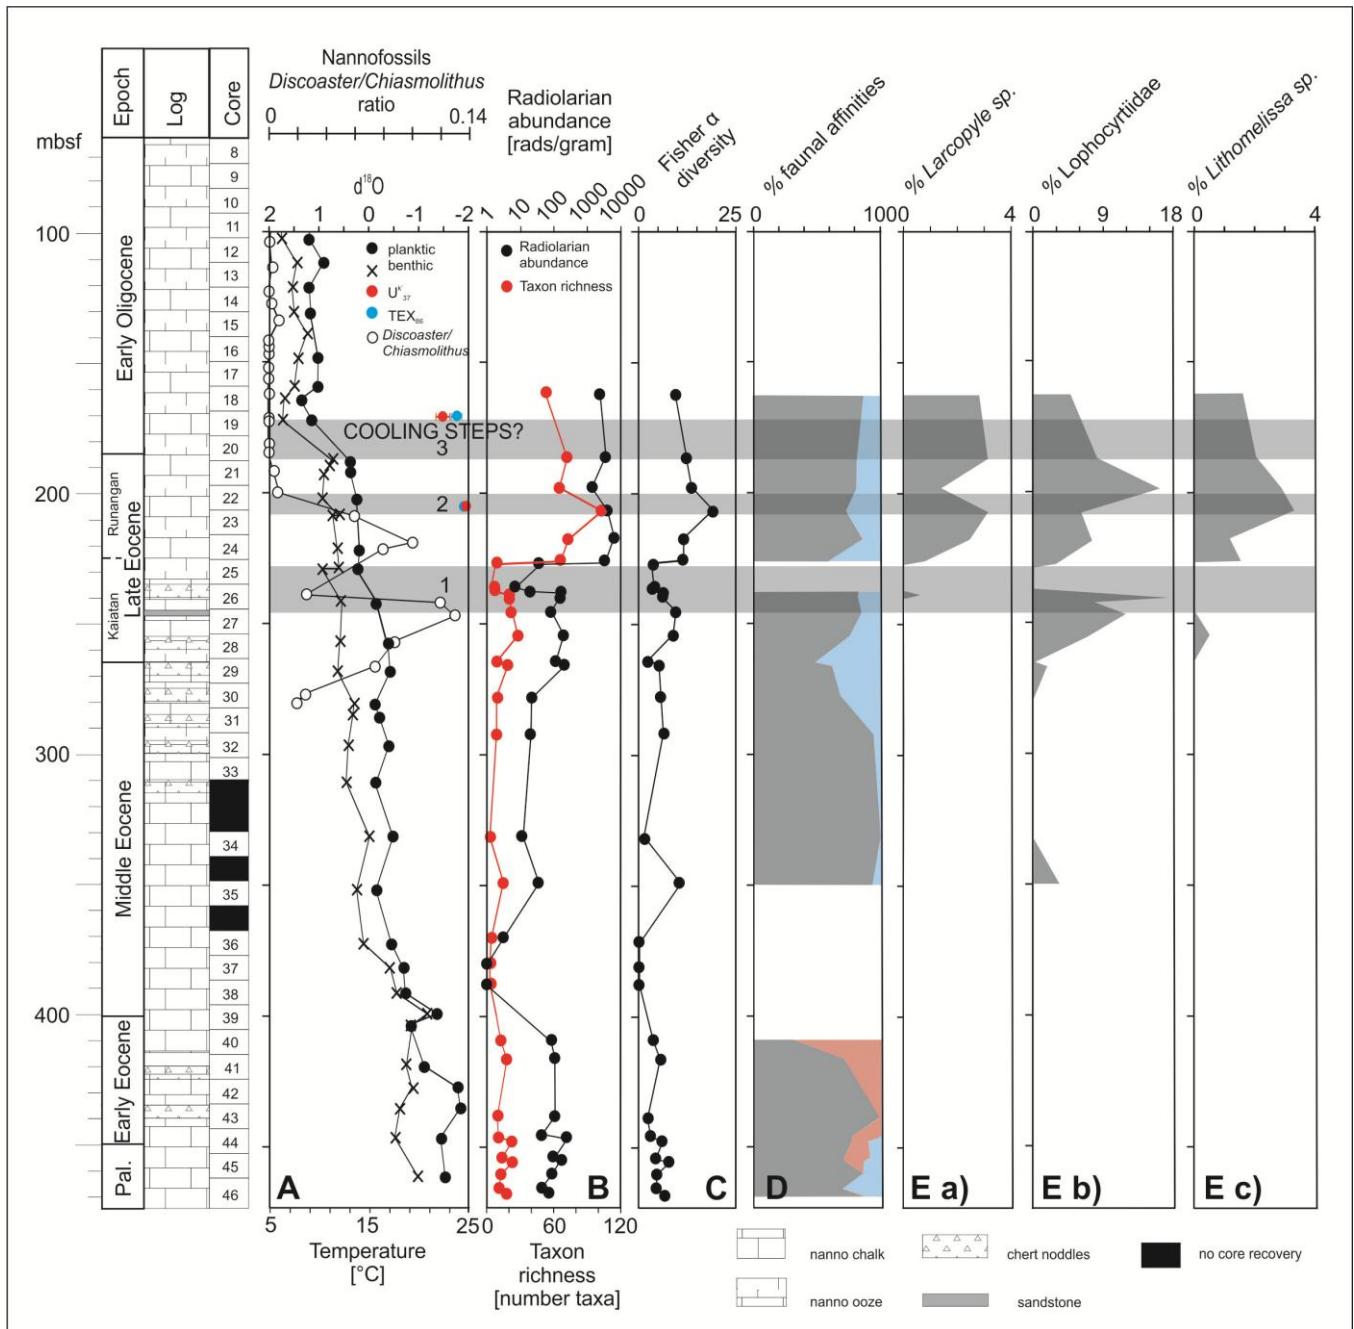 Nannofossils
Discoaster/Chiasmolithus
ratio
0 0.14
Radiolarian
abundance
[rads/gram]
Fisher α
diversity
% faunal affinities
% Larcopyle sp.
% Lophocyrtiidae
% Lithomelissa sp.
Epoch
Log
Core
mbsf
d18O
2 1 0 -1 -2
1 10 100 1000 10000
0 25
0 1000 4
0 9 18
0 4
planktic
benthic
UK'37
TEX86
Discoaster/
Chiasmolithus
Radiolarian
abundance
Taxon richness
100
200
300
400
Early Oligocene
Late Eocene
Runangan
Kaiatan
Middle Eocene
Early Eocene
Pal.
8
9
10
11
12
13
14
15
16
17
18
19
20
21
22
23
24
25
26
27
28
29
30
31
32
33
34
35
36
37
38
39
40
41
42
43
44
45
46
COOLING STEPS?
3
2
1
A
B
C
D
E a)
E b)
E c)
5 15 25
Temperature
[°C]
0 60 120
Taxon
richness
[number taxa]
nanno chalk
chert noddles
no core recovery
nanno ooze
sandstone